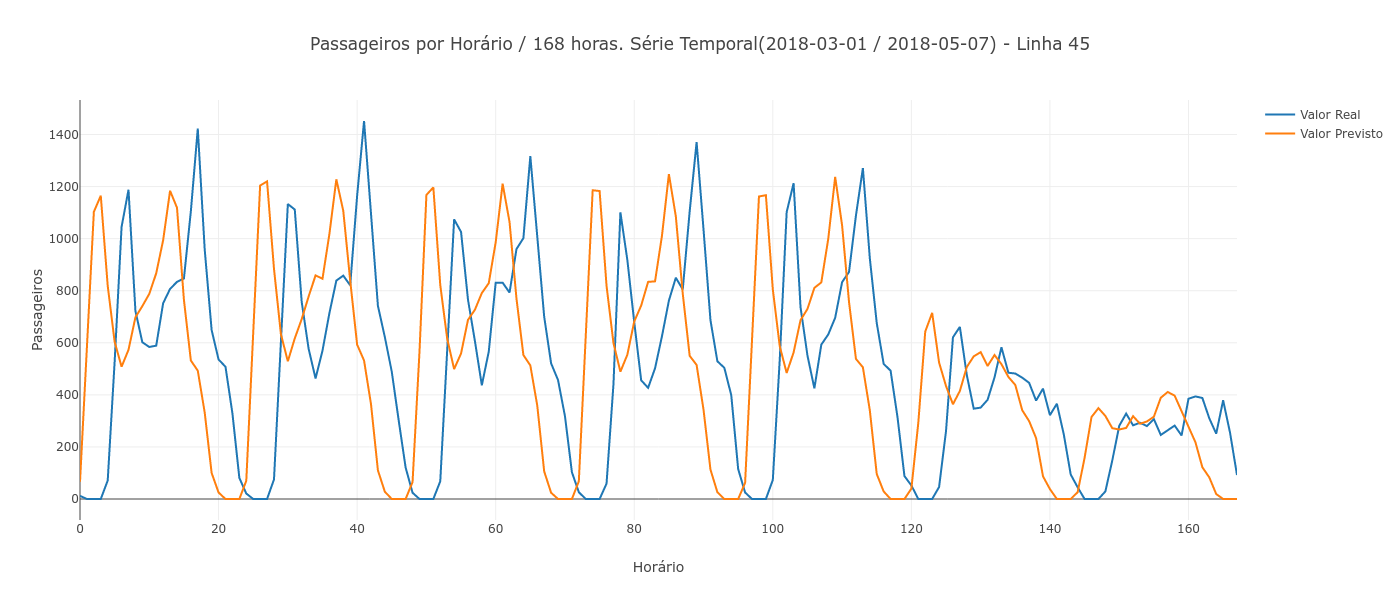 Passageiros por Horário / 168 horas. Série Temporal(2018-03-01 / 2018-05-07) - Linha 45
Valor Real
Valor Previsto
Passageiros
1400
1200
1000
800
600
400
200
0
0 20 40 60 80 100 120 140 160
Horário